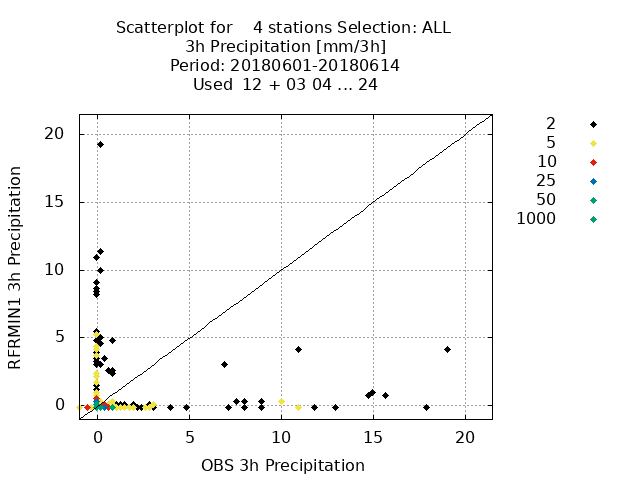 Scatterplot for    4 stations Selection: ALL
3h Precipitation [mm/3h]
Period: 20180601-20180614
Used  12 + 03 04 ... 24
20
15
10
5
0
RFRMIN1 3h Precipitation
0 5 10 15 20
OBS 3h Precipitation
2
5
10
25
50
1000